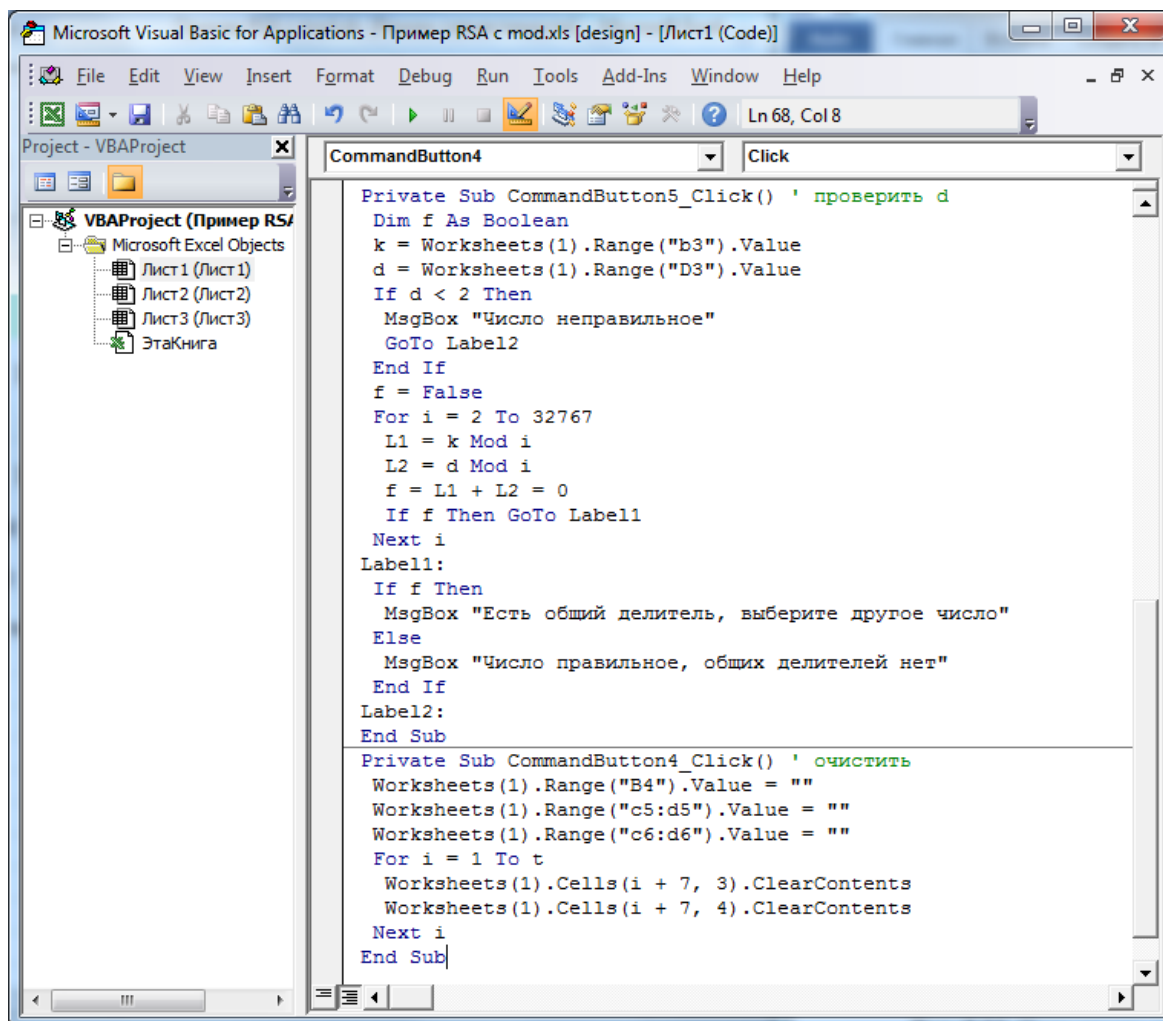 Microsoft Visual Basic for Applications - Пример RSA с mod.xls [design] - [Лист1 (Code)]
File Edit View Insert Format Debug Run Tools Add-Ins Window Help
Ln 68, Col 8
Project - VBAProject
CommandButton4
Click
VBAProject (Пример RSA
Microsoft Excel Objects
Лист1 (Лист1)
Лист2 (Лист2)
Лист3 (Лист3)
ЭтаКнига
Private Sub CommandButton5_Click() ' проверить d
Dim f As Boolean
k = Worksheets(1).Range("b3").Value
d = Worksheets(1).Range("D3").Value
If d < 2 Then
MsgBox "Число неправильное"
GoTo Label2
End If
f = False
For i = 2 To 32767
L1 = k Mod i
L2 = d Mod i
f = L1 + L2 = 0
If f Then GoTo Label1
Next i
Label1:
If f Then
MsgBox "Есть общий делитель, выберите другое число"
Else
MsgBox "Число правильное, общих делителей нет"
End If
Label2:
End Sub
Private Sub CommandButton4_Click() ' очистить
Worksheets(1).Range("B4").Value = ""
Worksheets(1).Range("c5:d5").Value = ""
Worksheets(1).Range("c6:d6").Value = ""
For i = 1 To t
Worksheets(1).Cells(i + 7, 3).ClearContents
Worksheets(1).Cells(i + 7, 4).ClearContents
Next i
End Sub